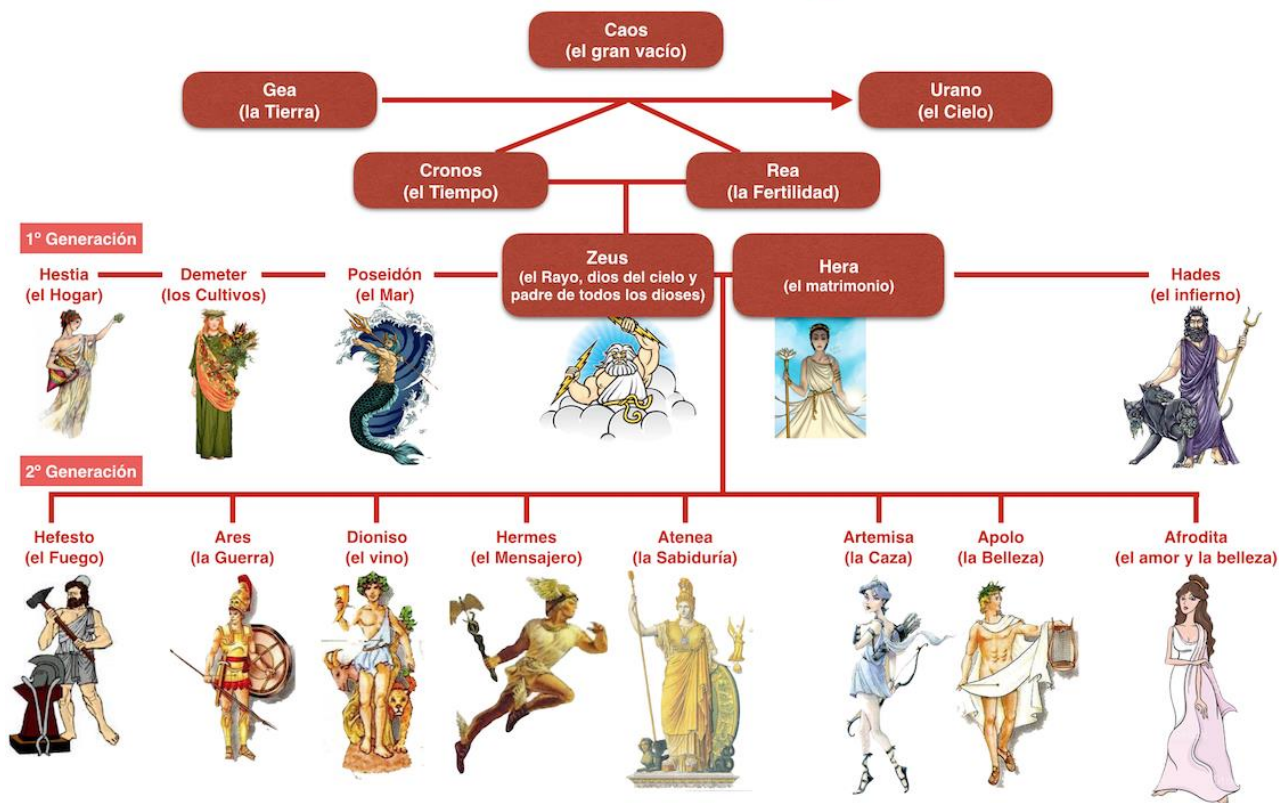 Caos
(el gran vacío)
Gea
(la Tierra)
Urano
(el Cielo)
Cronos
(el Tiempo)
Rea
(la Fertilidad)
1º Generación
Zeus
(el Rayo, dios del cielo y
padre de todos los dioses)
Hera
(el matrimonio)
Hestia
(el Hogar)
Demeter
(los Cultivos)
Poseidón
(el Mar)
Hades
(el infierno)
2º Generación
Hefesto
(el Fuego)
Ares
(la Guerra)
Dioniso
(el vino)
Hermes
(el Mensajero)
Atenea
(la Sabiduría)
Artemisa
(la Caza)
Apolo
(la Belleza)
Afrodita
(el amor y la belleza)